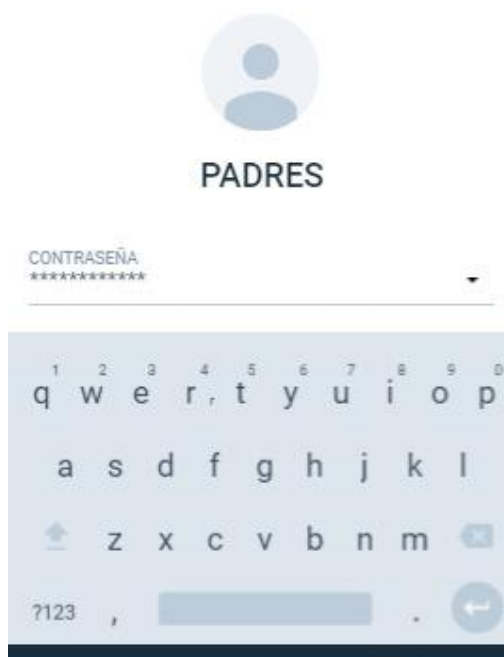 PADRES
CONTRASEÑA
************
1 2 3 4 5 6 7 8 9 0
q w e r r t y u i o p
a s d f g h j k l
z x c v b n m
?123 , .